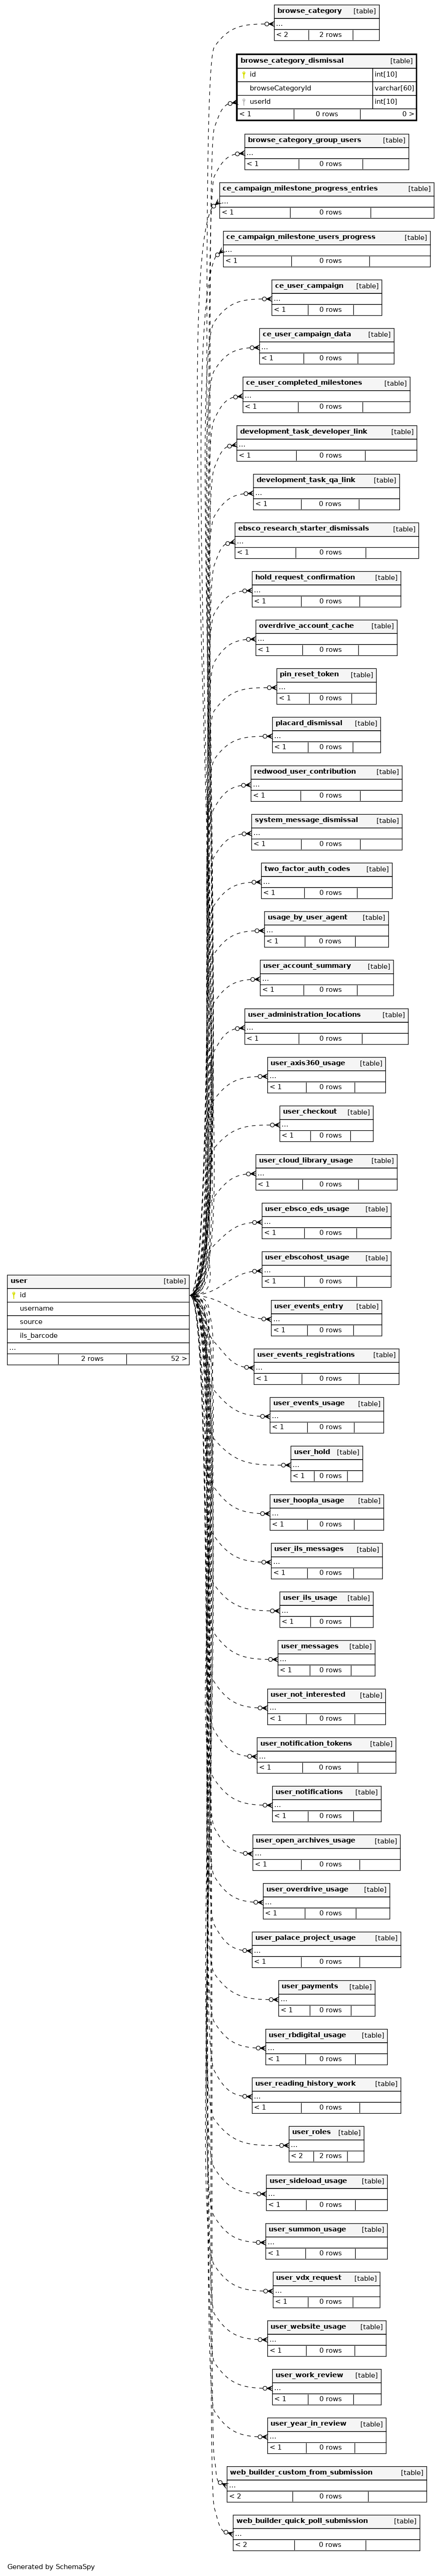 browse_category [table]
...
< 2 2 rows
browse_category_dismissal [table]
id int[10]
browseCategoryId varchar[60]
userId int[10]
< 1 0 rows 0 >
browse_category_group_users [table]
...
< 1 0 rows
ce_campaign_milestone_progress_entries [table]
...
< 1 0 rows
ce_campaign_milestone_users_progress [table]
...
< 1 0 rows
ce_user_campaign [table]
...
< 1 0 rows
ce_user_campaign_data [table]
...
< 1 0 rows
ce_user_completed_milestones [table]
...
< 1 0 rows
development_task_developer_link [table]
...
< 1 0 rows
development_task_qa_link [table]
...
< 1 0 rows
ebsco_research_starter_dismissals [table]
...
< 1 0 rows
hold_request_confirmation [table]
...
< 1 0 rows
overdrive_account_cache [table]
...
< 1 0 rows
pin_reset_token [table]
...
< 1 0 rows
placard_dismissal [table]
...
< 1 0 rows
redwood_user_contribution [table]
...
< 1 0 rows
system_message_dismissal [table]
...
< 1 0 rows
two_factor_auth_codes [table]
...
< 1 0 rows
usage_by_user_agent [table]
...
< 1 0 rows
user_account_summary [table]
...
< 1 0 rows
user_administration_locations [table]
...
< 1 0 rows
user_axis360_usage [table]
...
< 1 0 rows
user_checkout [table]
...
< 1 0 rows
user_cloud_library_usage [table]
...
< 1 0 rows
user_ebsco_eds_usage [table]
...
< 1 0 rows
user_ebscohost_usage [table]
...
< 1 0 rows
user [table]
id
username
source
ils_barcode
...
2 rows 52 >
user_events_entry [table]
...
< 1 0 rows
user_events_registrations [table]
...
< 1 0 rows
user_events_usage [table]
...
< 1 0 rows
user_hold [table]
...
< 1 0 rows
user_hoopla_usage [table]
...
< 1 0 rows
user_ils_messages [table]
...
< 1 0 rows
user_ils_usage [table]
...
< 1 0 rows
user_messages [table]
...
< 1 0 rows
user_not_interested [table]
...
< 1 0 rows
user_notification_tokens [table]
...
< 1 0 rows
user_notifications [table]
...
< 1 0 rows
user_open_archives_usage [table]
...
< 1 0 rows
user_overdrive_usage [table]
...
< 1 0 rows
user_palace_project_usage [table]
...
< 1 0 rows
user_payments [table]
...
< 1 0 rows
user_rbdigital_usage [table]
...
< 1 0 rows
user_reading_history_work [table]
...
< 1 0 rows
user_roles [table]
...
< 2 2 rows
user_sideload_usage [table]
...
< 1 0 rows
user_summon_usage [table]
...
< 1 0 rows
user_vdx_request [table]
...
< 1 0 rows
user_website_usage [table]
...
< 1 0 rows
user_work_review [table]
...
< 1 0 rows
user_year_in_review [table]
...
< 1 0 rows
web_builder_custom_from_submission [table]
...
< 2 0 rows
web_builder_quick_poll_submission [table]
...
< 2 0 rows
Generated by SchemaSpy